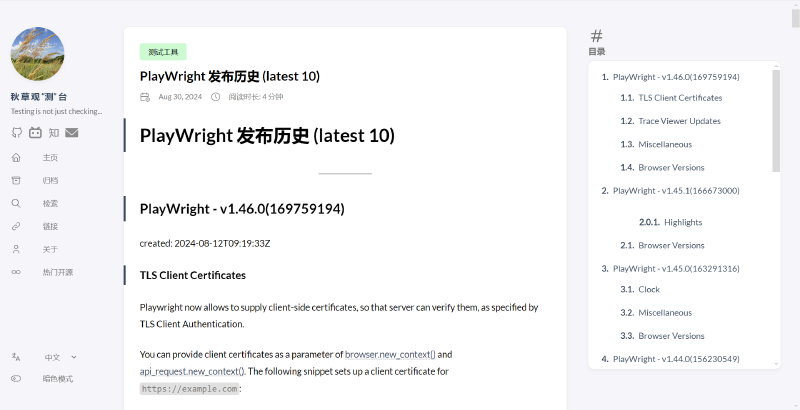 秋草观"测"台
Testing is not just checking...
知
主页
归档
检索
链接
关于
热门开源
中文
暗色模式
测试工具
PlayWright 发布历史 (latest 10)
Aug 30, 2024
阅读时长: 4 分钟
PlayWright 发布历史 (latest 10)
PlayWright - v1.46.0(169759194)
created: 2024-08-12T09:19:33Z
TLS Client Certificates
Playwright now allows to supply client-side certificates, so that server can verify them, as specified by
TLS Client Authentication.
You can provide client certificates as a parameter of browser.new_context() and
api_request.new_context(). The following snippet sets up a client certificate for
https://example.com:
#
目录
1. PlayWright - v1.46.0(169759194)
1.1. TLS Client Certificates
1.2. Trace Viewer Updates
1.3. Miscellaneous
1.4. Browser Versions
2. PlayWright - v1.45.1(166673000)
2.0.1. Highlights
2.1. Browser Versions
3. PlayWright - v1.45.0(163291316)
3.1. Clock
3.2. Miscellaneous
3.3. Browser Versions
4. PlayWright - v1.44.0(156230549)